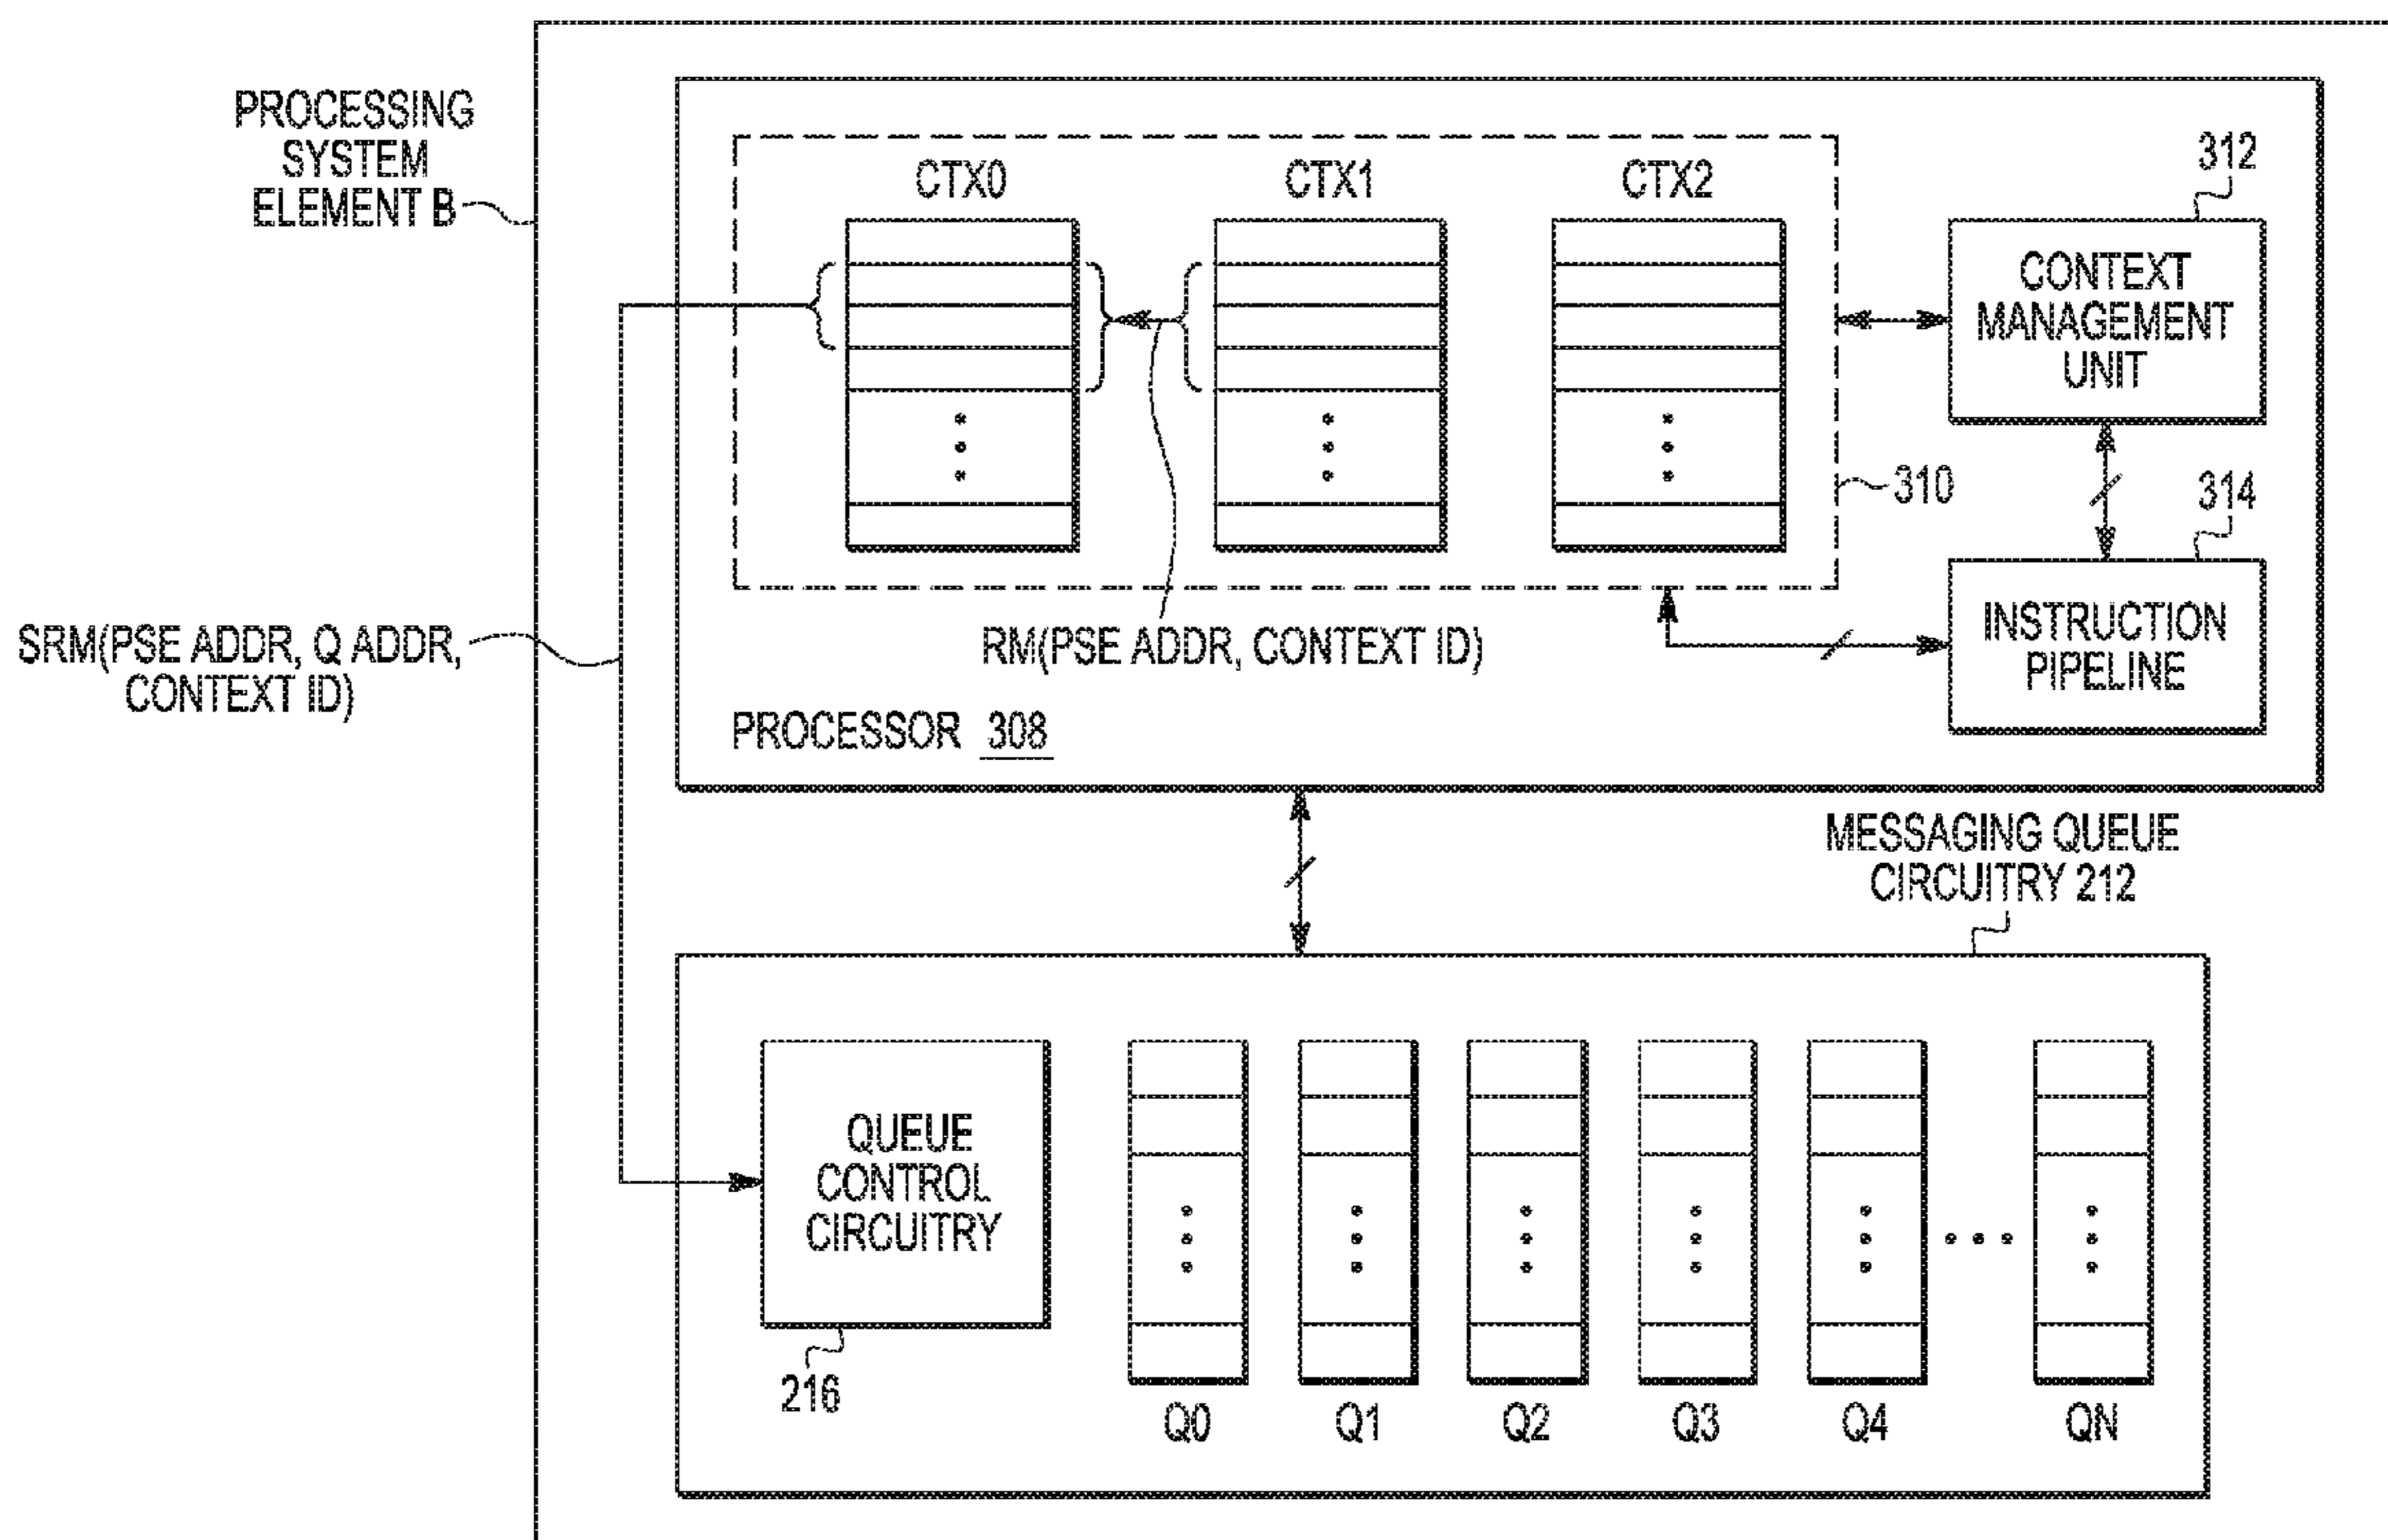 PROCESSING
SYSTEM
ELEMENT B
CTX0
CTX1
CTX2
312
CONTEXT
MANAGEMENT
UNIT
310
314
INSTRUCTION
PIPELINE
SRM(PSE ADDR, Q ADDR,
CONTEXT ID)
RM(PSE ADDR, CONTEXT ID)
PROCESSOR 308
MESSAGING QUEUE
CIRCUITRY 212
QUEUE
CONTROL
CIRCUITRY
216
Q0
Q1
Q2
Q3
Q4
QN